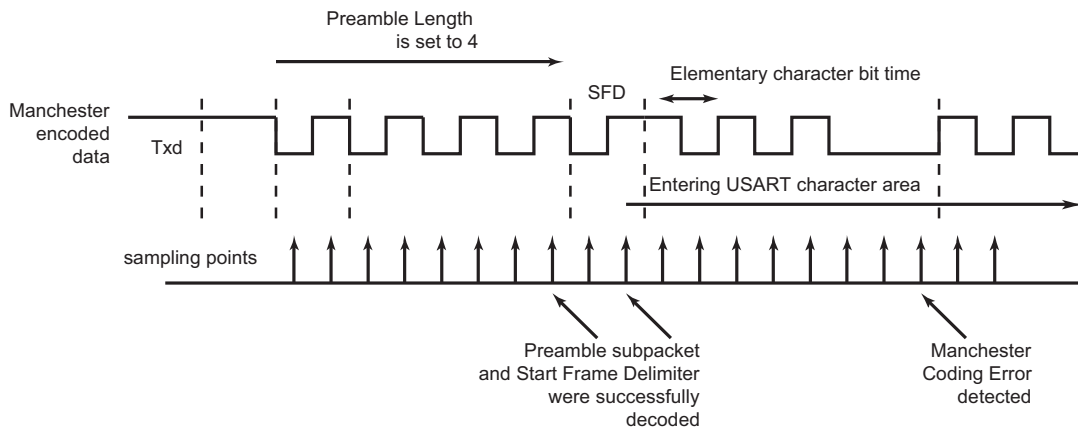 Preamble Length
is set to 4
Manchester
encoded
data
Txd
SFD
Elementary character bit time
Entering USART character area
sampling points
Preamble subpacket
and Start Frame Delimiter
were successfully
decoded
Manchester
Coding Error
detected